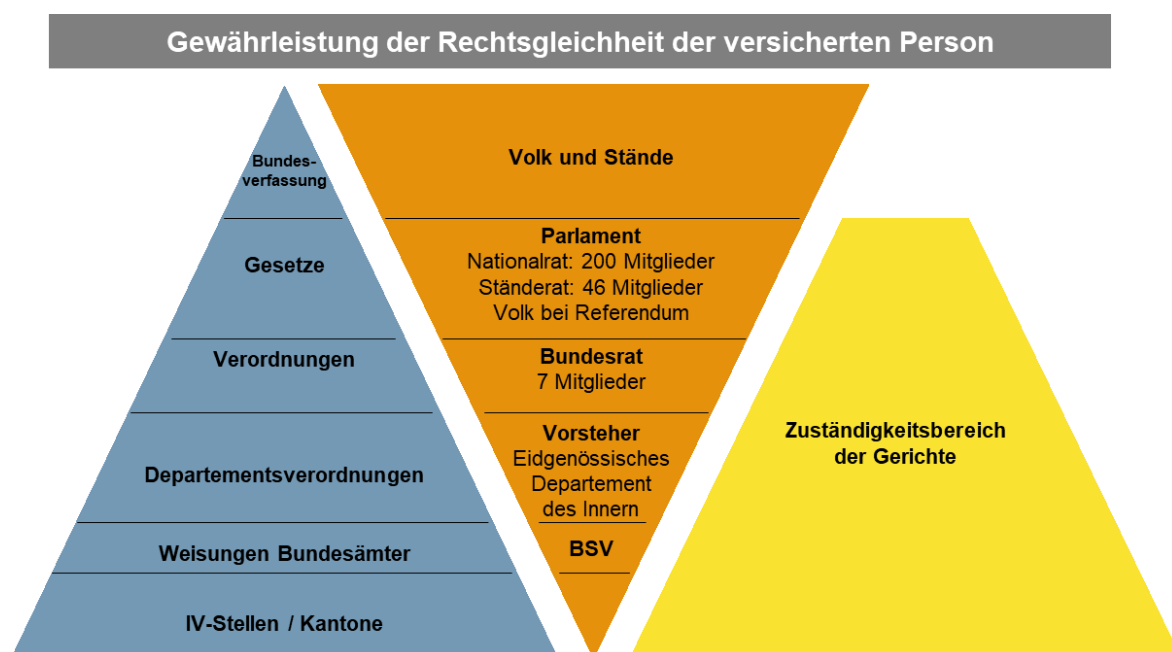 Gewährleistung der Rechtsgleichheit der versicherten Person
Bundes-
verfassung
Gesetze
Verordnungen
Departementsverordnungen
Weisungen Bundesämter
IV-Stellen / Kantone
Volk und Stände
Parlament
Nationalrat: 200 Mitglieder
Ständerat: 46 Mitglieder
Volk bei Referendum
Bundesrat
7 Mitglieder
Vorsteher
Eidgenössisches
Departement
des Innern
BSV
Zuständigkeitsbereich
der Gerichte